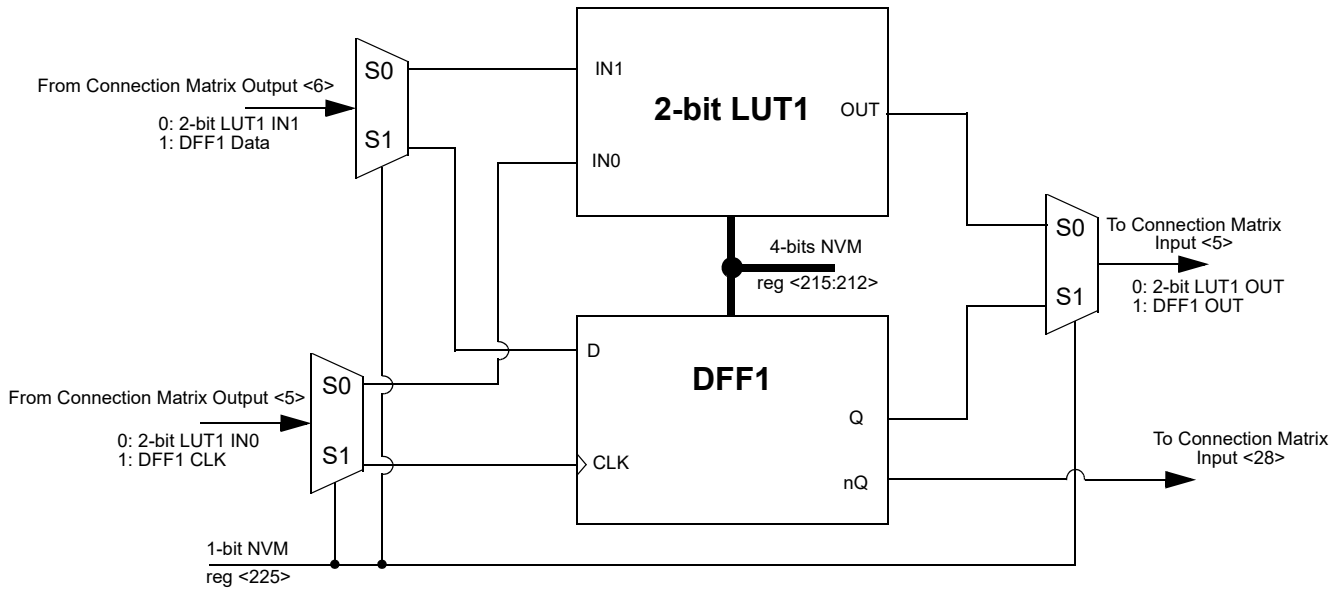 From Connection Matrix Output <6>
0: 2-bit LUT1 IN1
1: DFF1 Data
S0
S1
IN1
IN0
2-bit LUT1
OUT
4-bits NVM
reg <215:212>
S0
S1
To Connection Matrix
Input <5>
0: 2-bit LUT1 OUT
1: DFF1 OUT
From Connection Matrix Output <5>
0: 2-bit LUT1 IN0
1: DFF1 CLK
S0
S1
D
CLK
DFF1
Q
nQ
To Connection Matrix
Input <28>
1-bit NVM
reg <225>